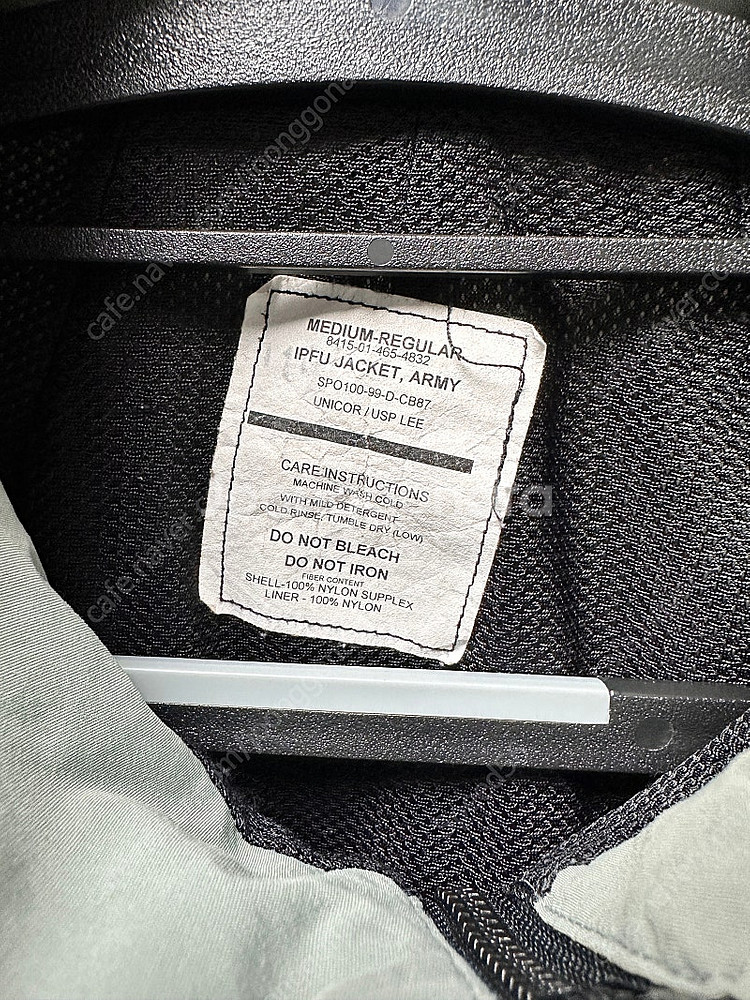 MEDIUM-REGULAR
8415-01-465-4832
IPFU JACKET, ARMY
SPO100-99-D-CB87
UNICOR / USP LEE
CARE INSTRUCTIONS
MACHINE WASH COLD
WITH MILD DETERGENT
COLD RINSE, TUMBLE DRY (LOW)
DO NOT BLEACH
DO NOT IRON
FIBER CONTENT
SHELL-100% NYLON SUPPLEX
LINER - 100% NYLON